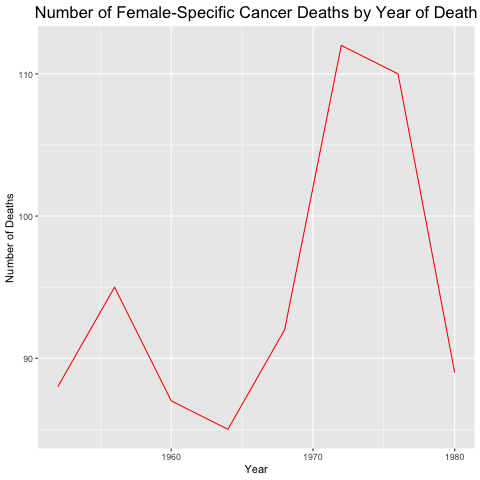 Number of Female-Specific Cancer Deaths by Year of Death
110
100
90
Number of Deaths
1960
1970
1980
Year